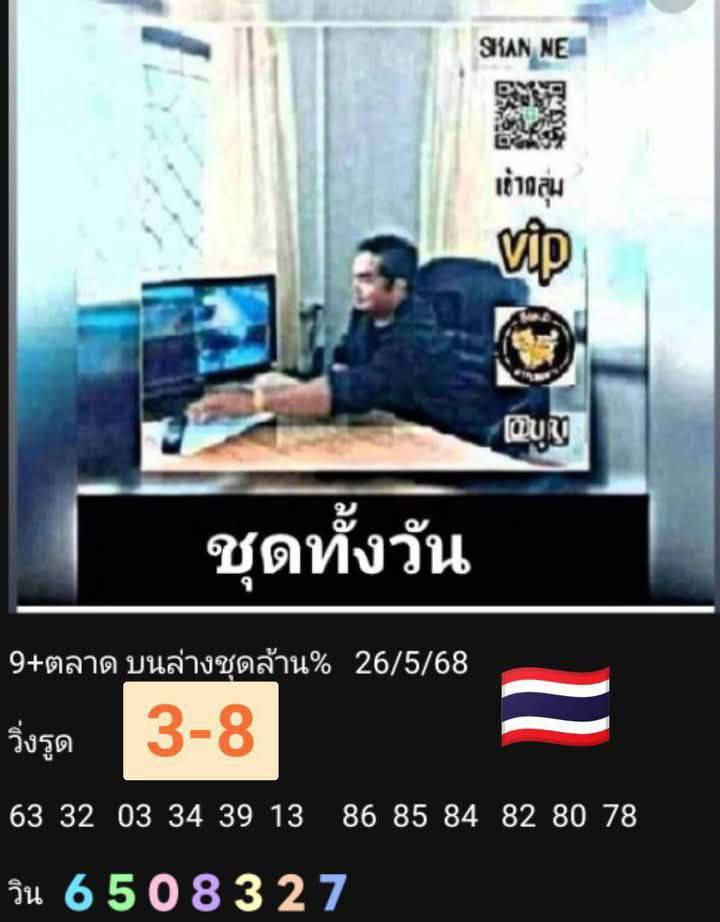 SHAN NE
เข้ากลุ่ม
vip
ชุดทั้งวัน
9+ตลาด บนล่างชุดล้าน% 26/5/68
วิ่งรูด 3-8
63 32 03 34 39 13 86 85 84 82 80 78
วิน 6508327